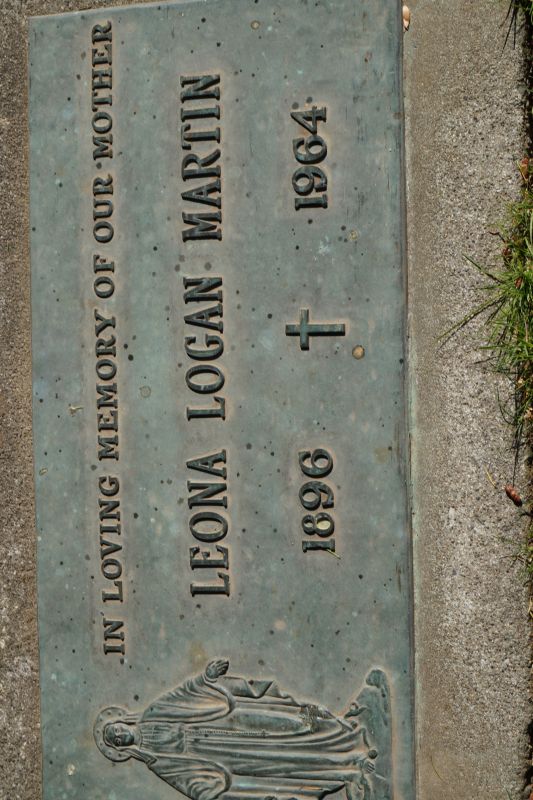 IN LOVING MEMORY OF OUR MOTHER
LEONA LOGAN MARTIN
1896 1964